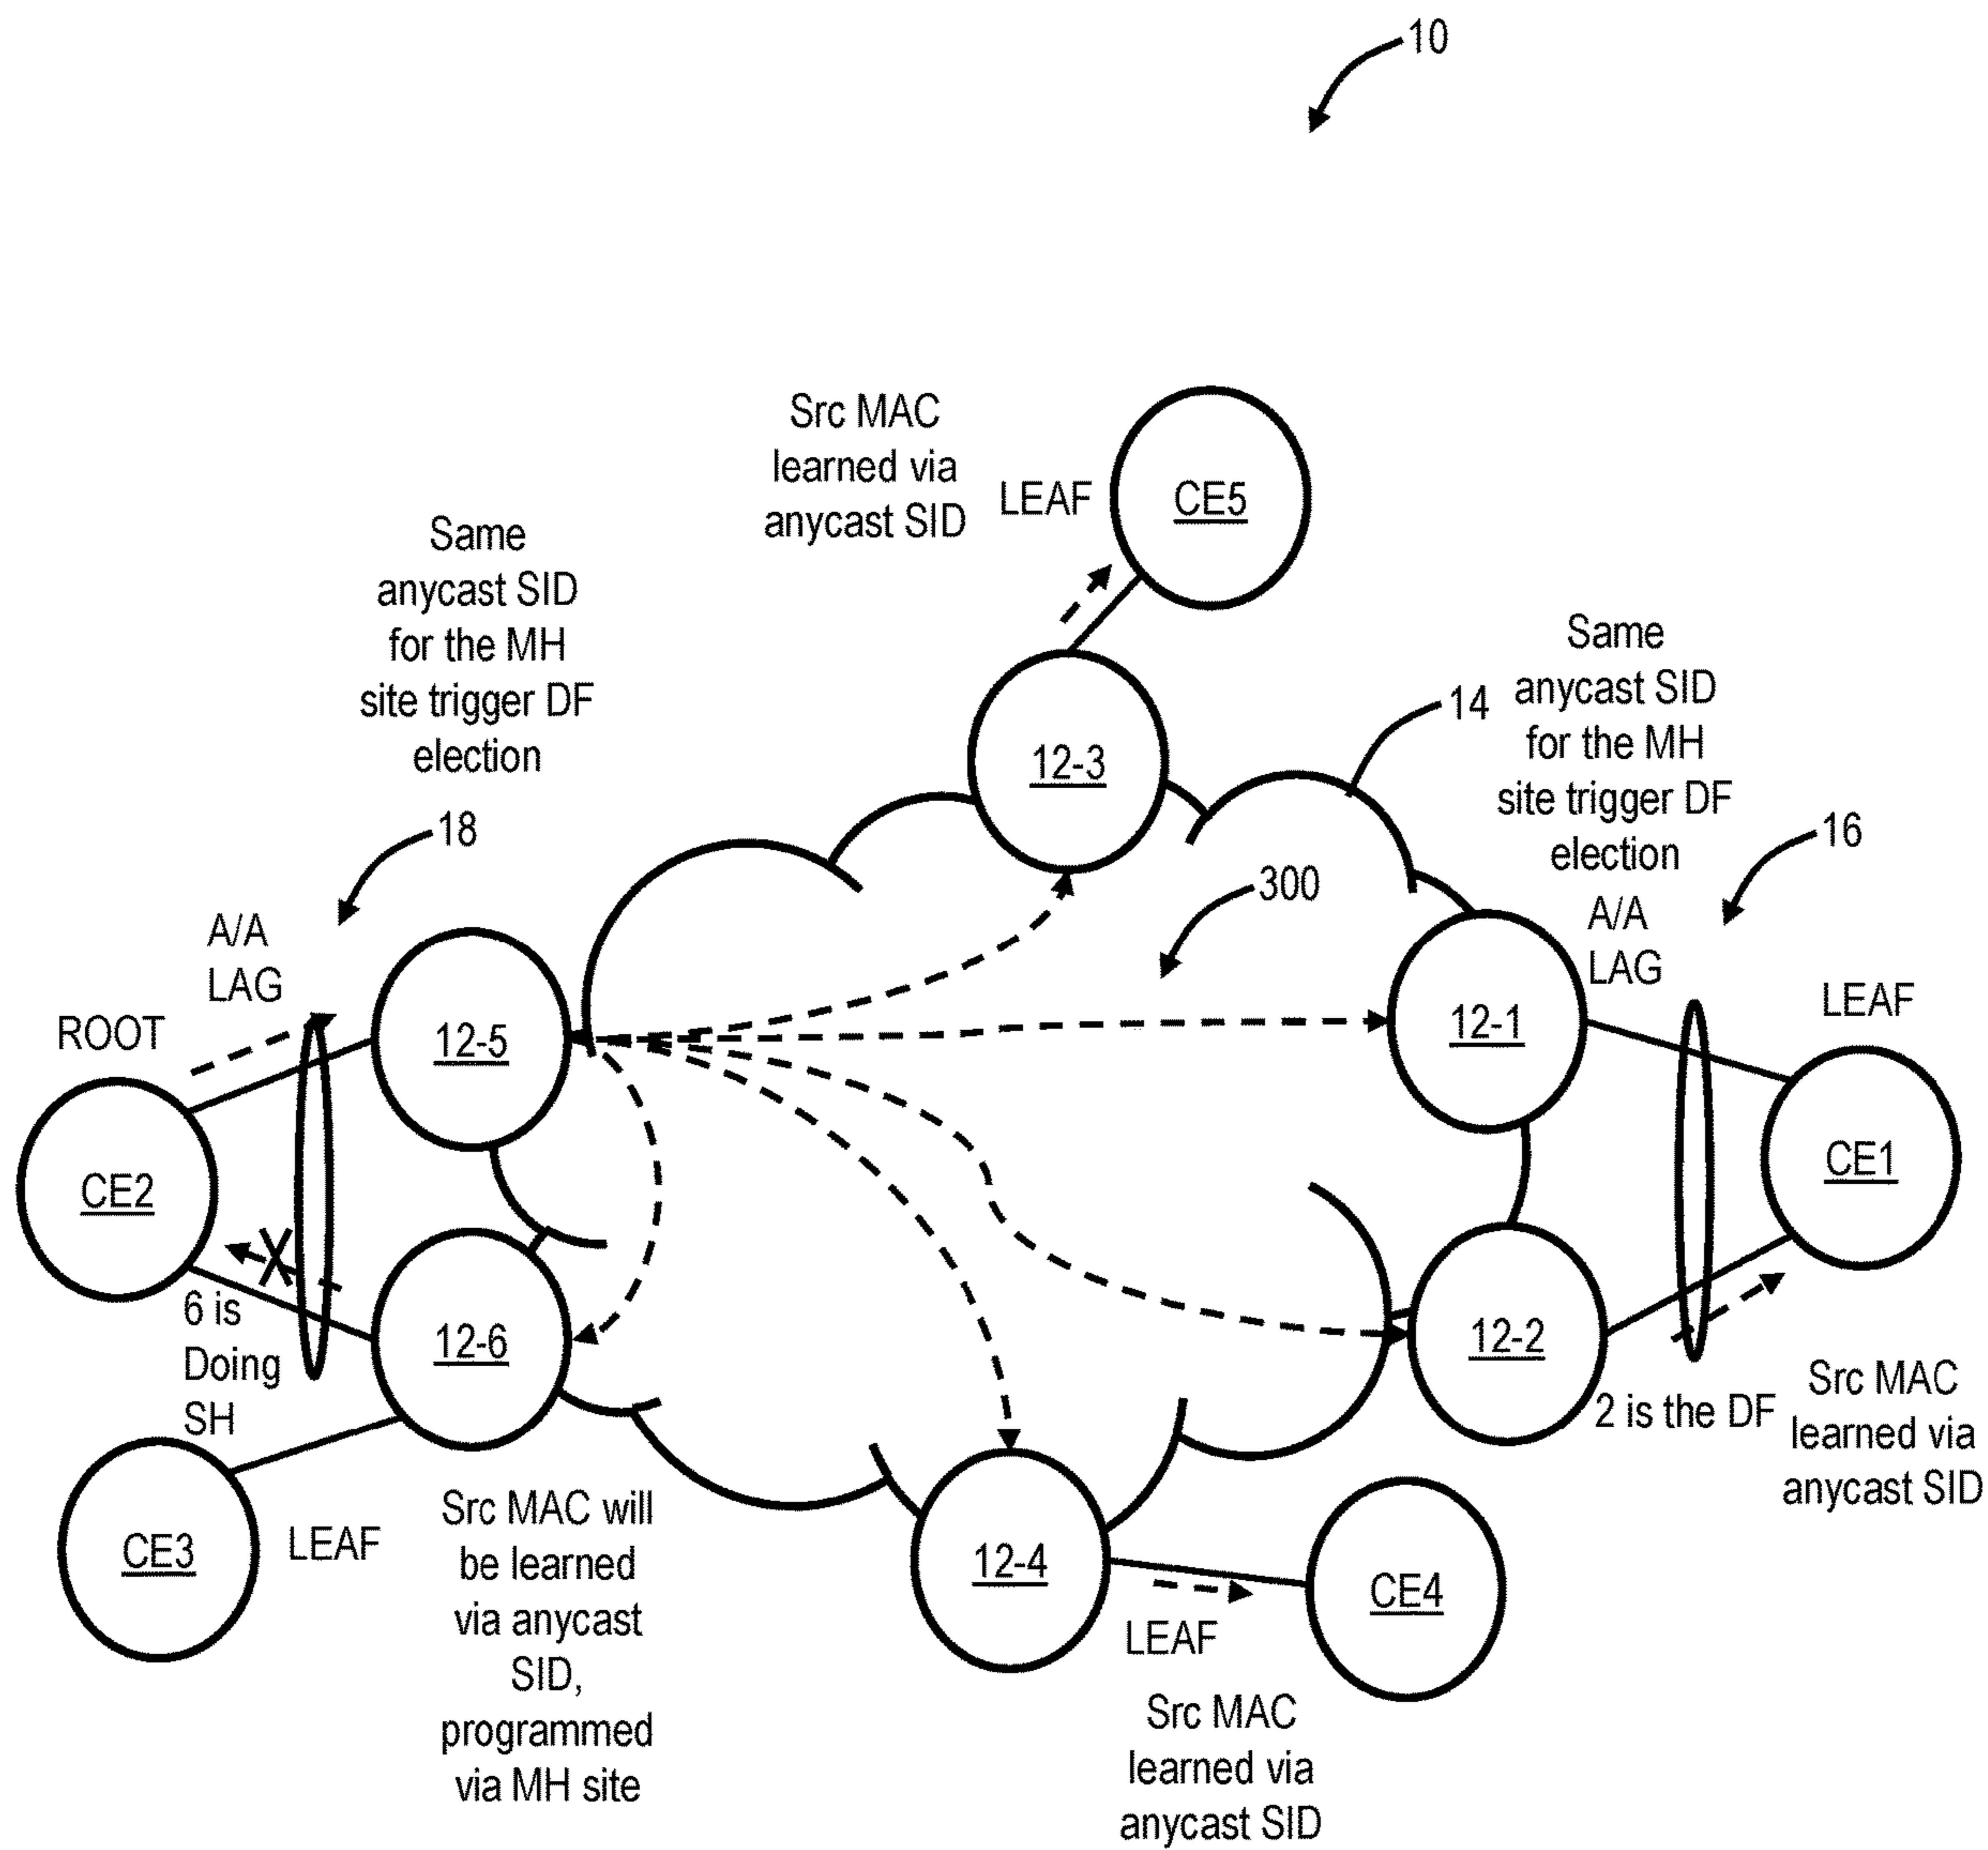 10
Src MAC
learned via
anycast SID
LEAF
CE5
Same
anycast SID
for the MH
site trigger DF
election
Same
anycast SID
for the MH
site trigger DF
election
14
12-3
18
16
300
A/A
LAG
A/A
LAG
ROOT
12-5
12-1
LEAF
CE2
CE1
6 is
Doing
SH
12-6
12-2
2 is the DF
Src MAC
learned via
anycast SID
CE3
LEAF
Src MAC will
be learned
via anycast
SID,
programmed
via MH site
12-4
CE4
LEAF
Src MAC
learned via
anycast SID